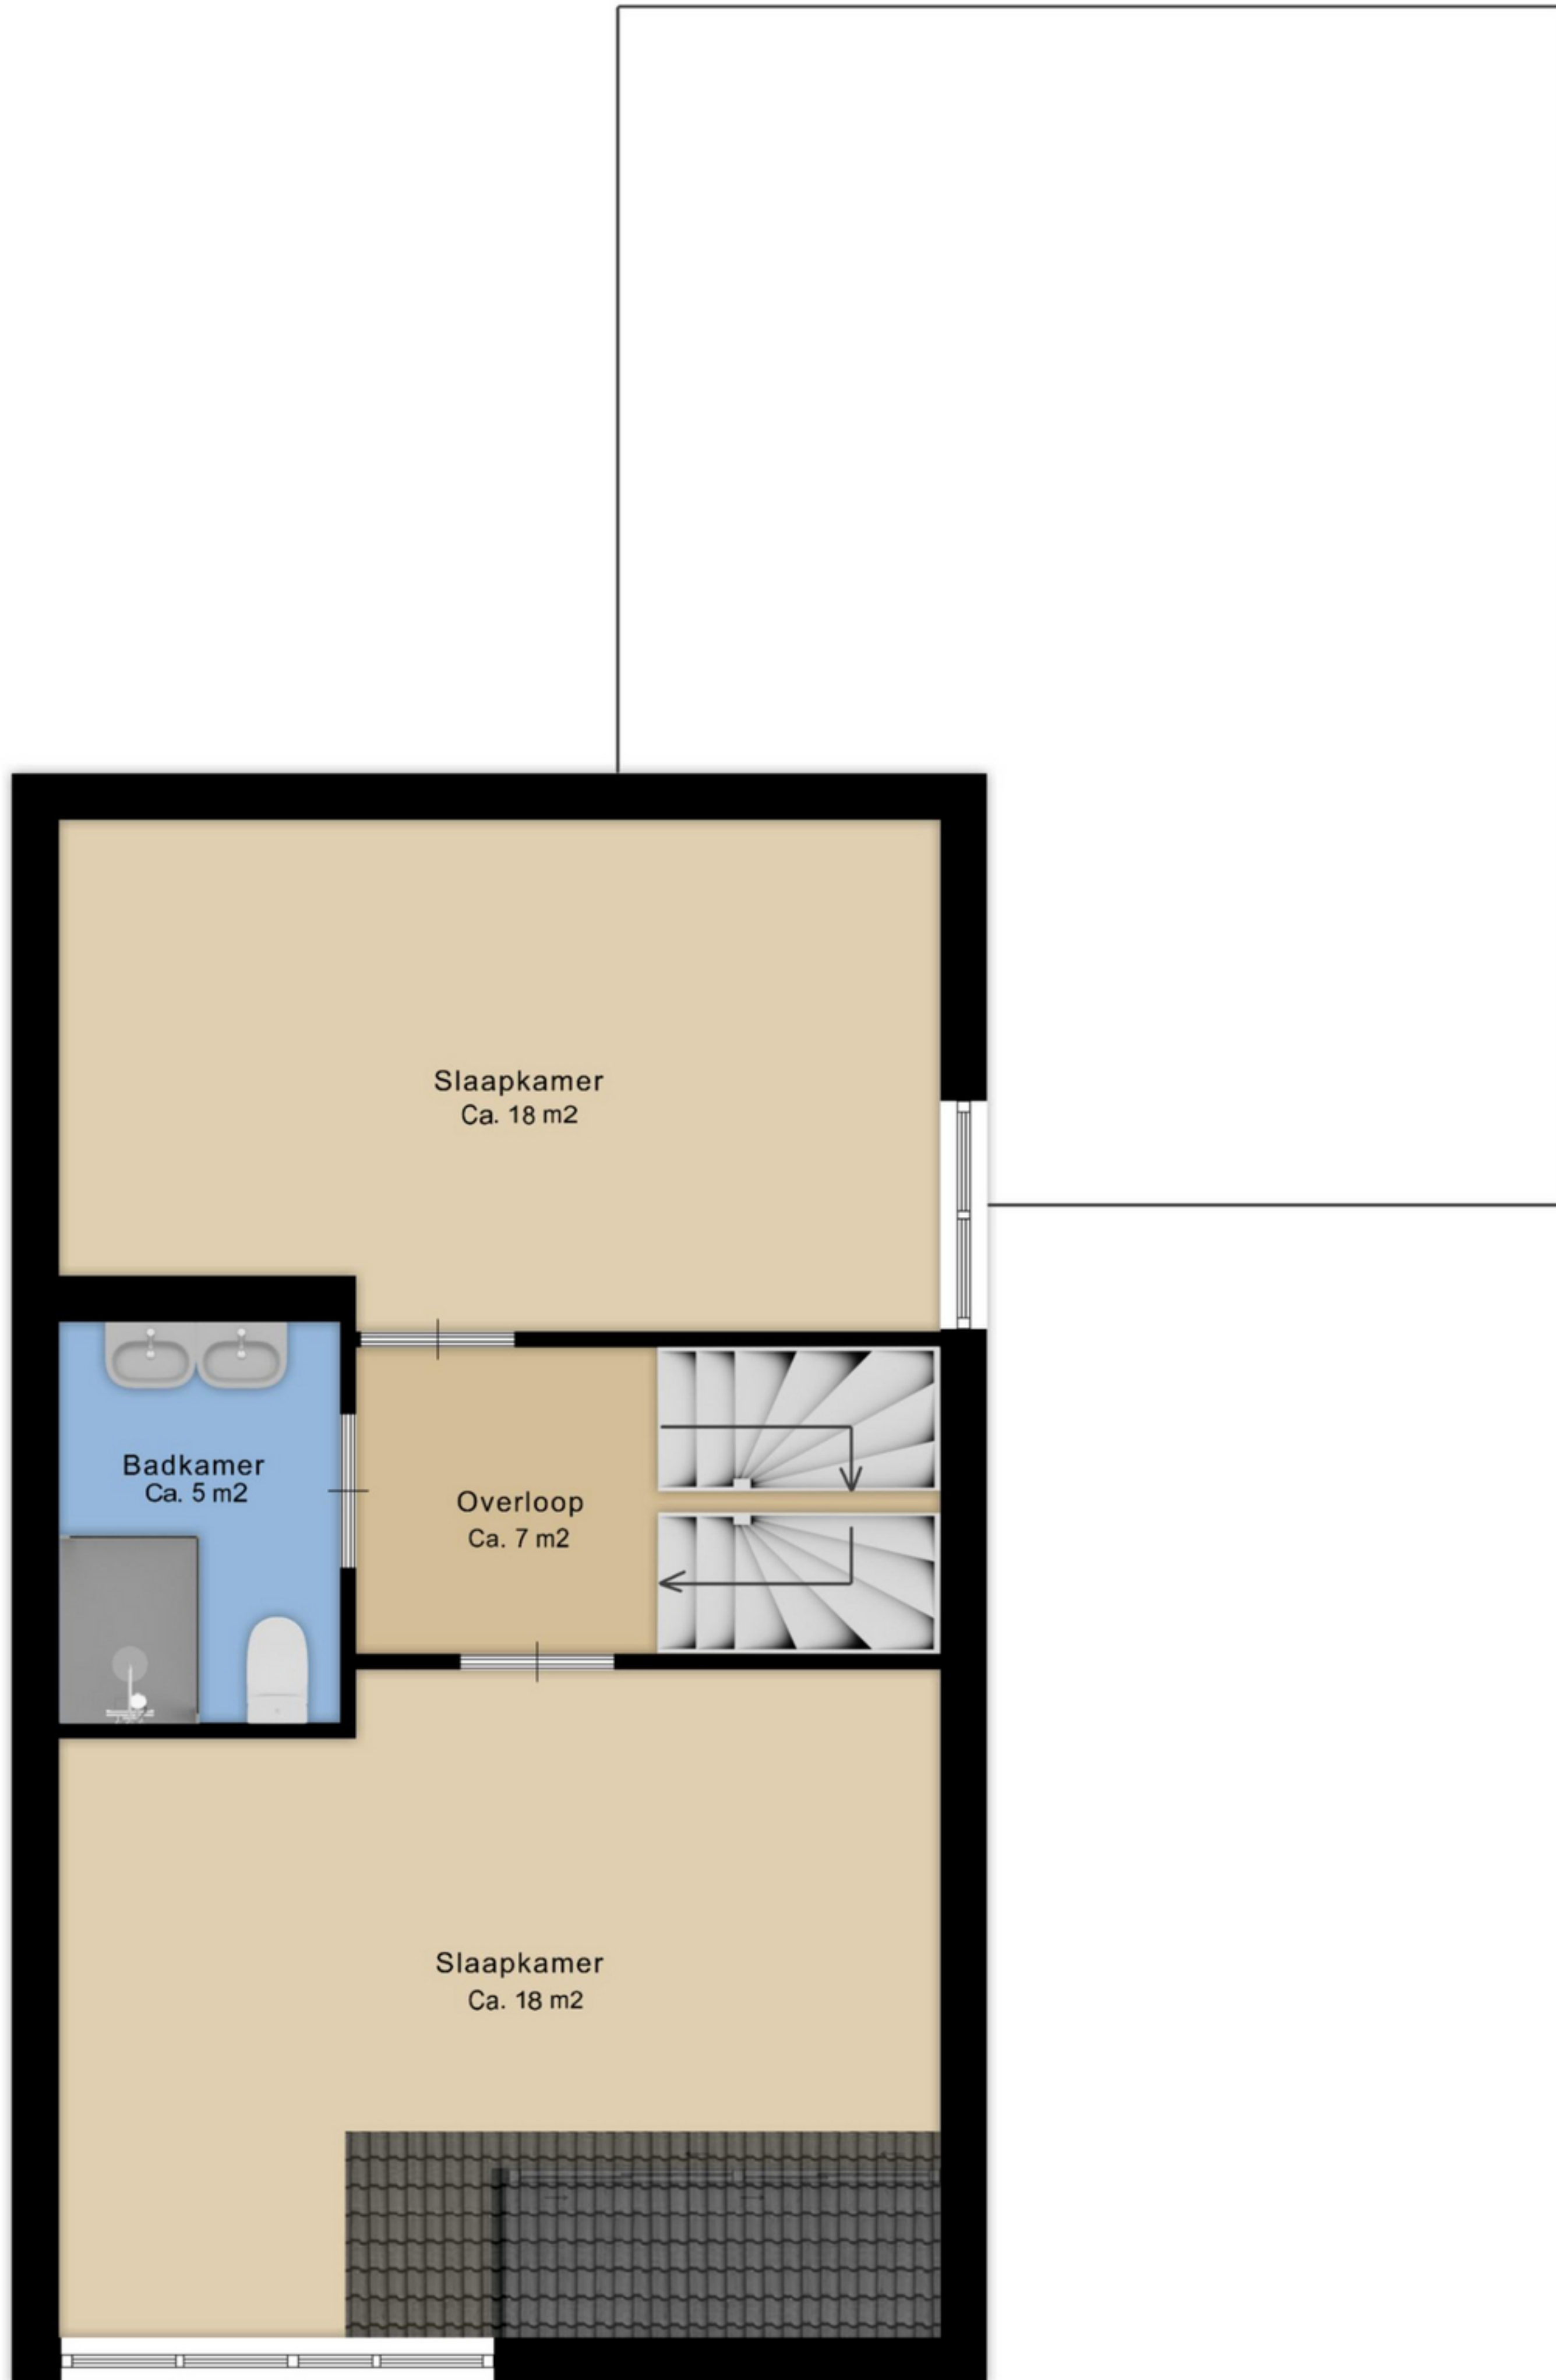 Slaapkamer
Ca. 18 m2
Badkamer
Ca. 5 m2
Overloop
Ca. 7 m2
Slaapkamer
Ca. 18 m2